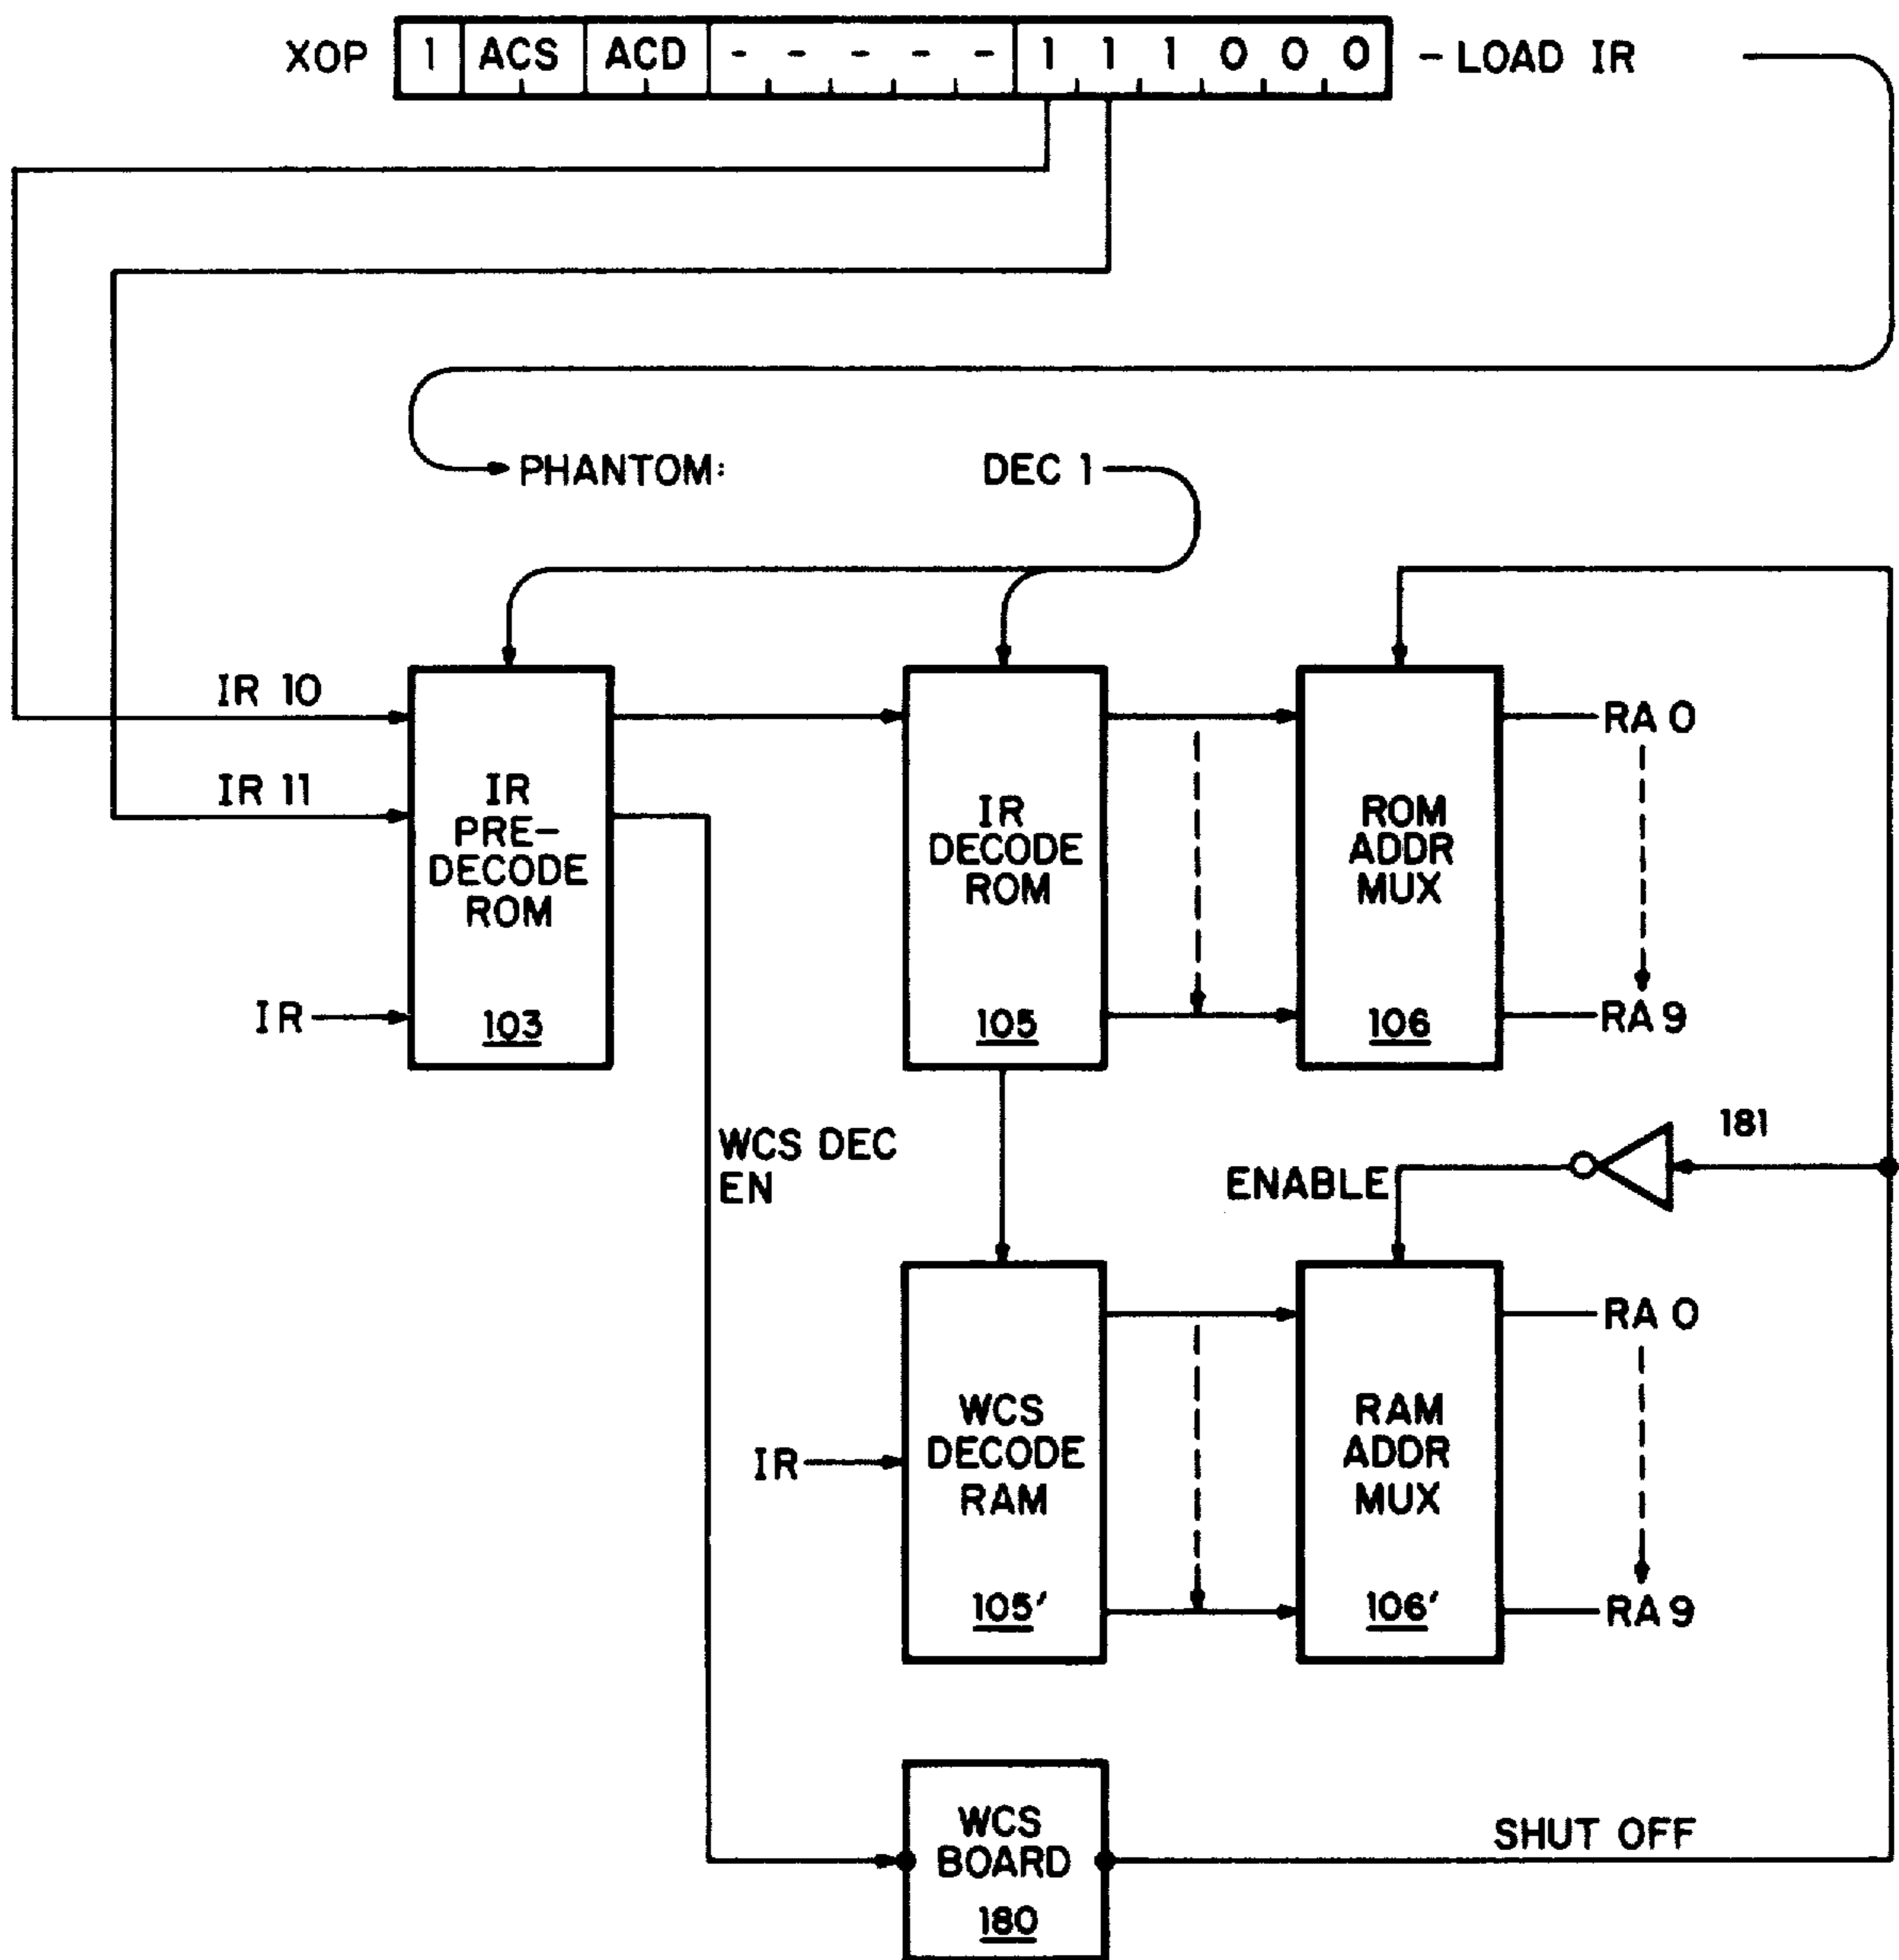 XOP 1 ACS ACD - - - - - 1 1 1 0 0 0 - LOAD IR
PHANTOM: DEC 1
IR 10
IR 11
IR
IR
PRE-
DECODE
ROM
103
IR
DECODE
ROM
105
ROM
ADDR
MUX
106
RA 0
RA 9
WCS DEC
EN
ENABLE
181
IR
WCS
DECODE
RAM
105'
RAM
ADDR
MUX
106'
RA 0
RA 9
WCS
BOARD
180
SHUT OFF